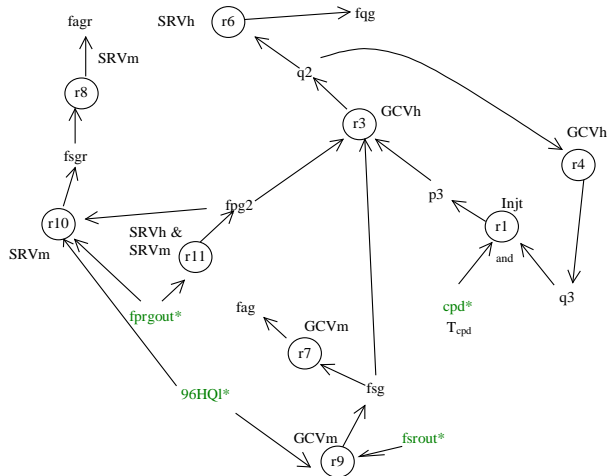 fagr
SRVh
r6
fqg
SRVm
q2
r8
GCVh
r3
GCVh
r4
fsgr
p3
Injt
fpg2
r10
r1
SRVh &
SRVm
SRVm
r11
and
q3
fag
fprgout*
cpd*
Tcpd
GCVm
r7
fsg
96HQl*
GCVm
fsrout*
r9